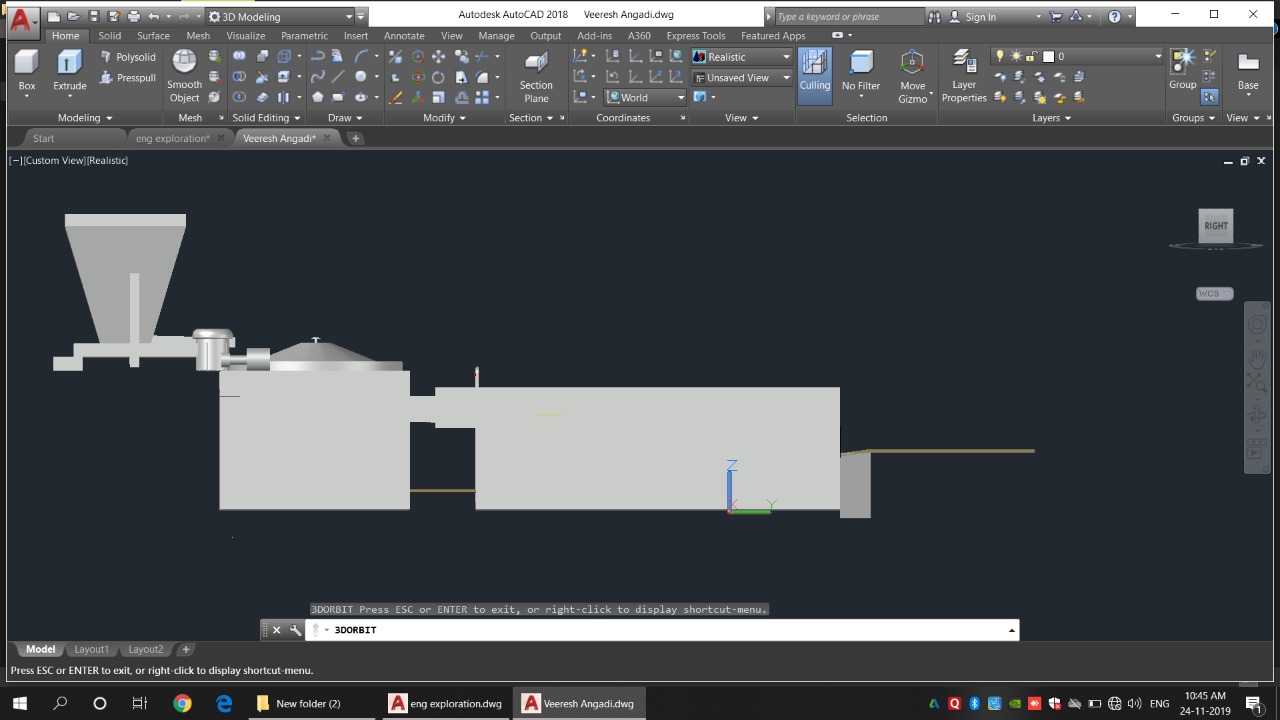 3D Modeling
Autodesk AutoCAD 2018 Veeresh Angadi.dwg
Type a keyword or phrase
Sign In
Home Solid Surface Mesh Visualize Parametric Insert Annotate View Manage Output Add-ins A360 Express Tools Featured Apps
Box
Extrude
Polysolid
Presspull
Smooth
Object
Section
Plane
World
Realistic
Unsaved View
Culling
No Filter
Move
Gizmo
Layer
Properties
0
Group
Base
Modeling Mesh Solid Editing Draw Modify Section Coordinates View Selection Layers Groups View
Start eng exploration* Veeresh Angadi*
[−][Custom View][Realistic]
RIGHT
WCS
Z
X
Y
3DORBIT Press ESC or ENTER to exit, or right-click to display shortcut-menu.
3DORBIT
Model Layout1 Layout2
Press ESC or ENTER to exit, or right-click to display shortcut-menu.
New folder (2)
eng exploration.dwg
Veeresh Angadi.dwg
ENG
10:45 AM
24-11-2019
1